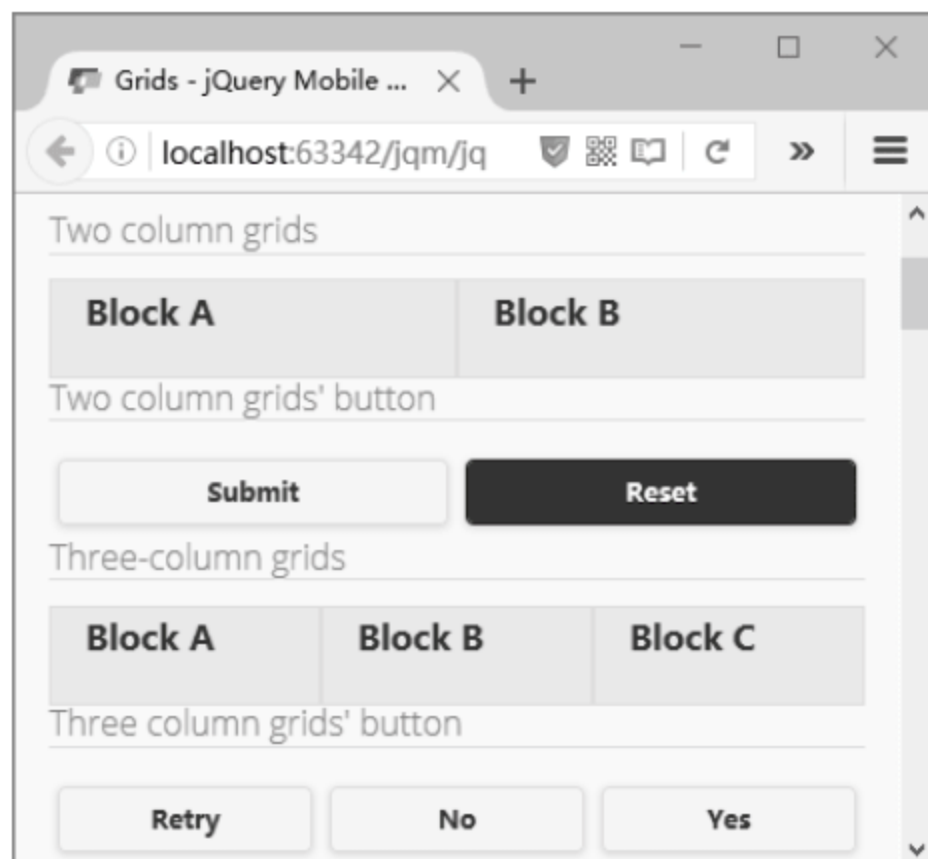 Grids - jQuery Mobile ...
localhost:63342/jqm/jq
Two column grids
Block A Block B
Two column grids' button
Submit Reset
Three-column grids
Block A Block B Block C
Three column grids' button
Retry No Yes